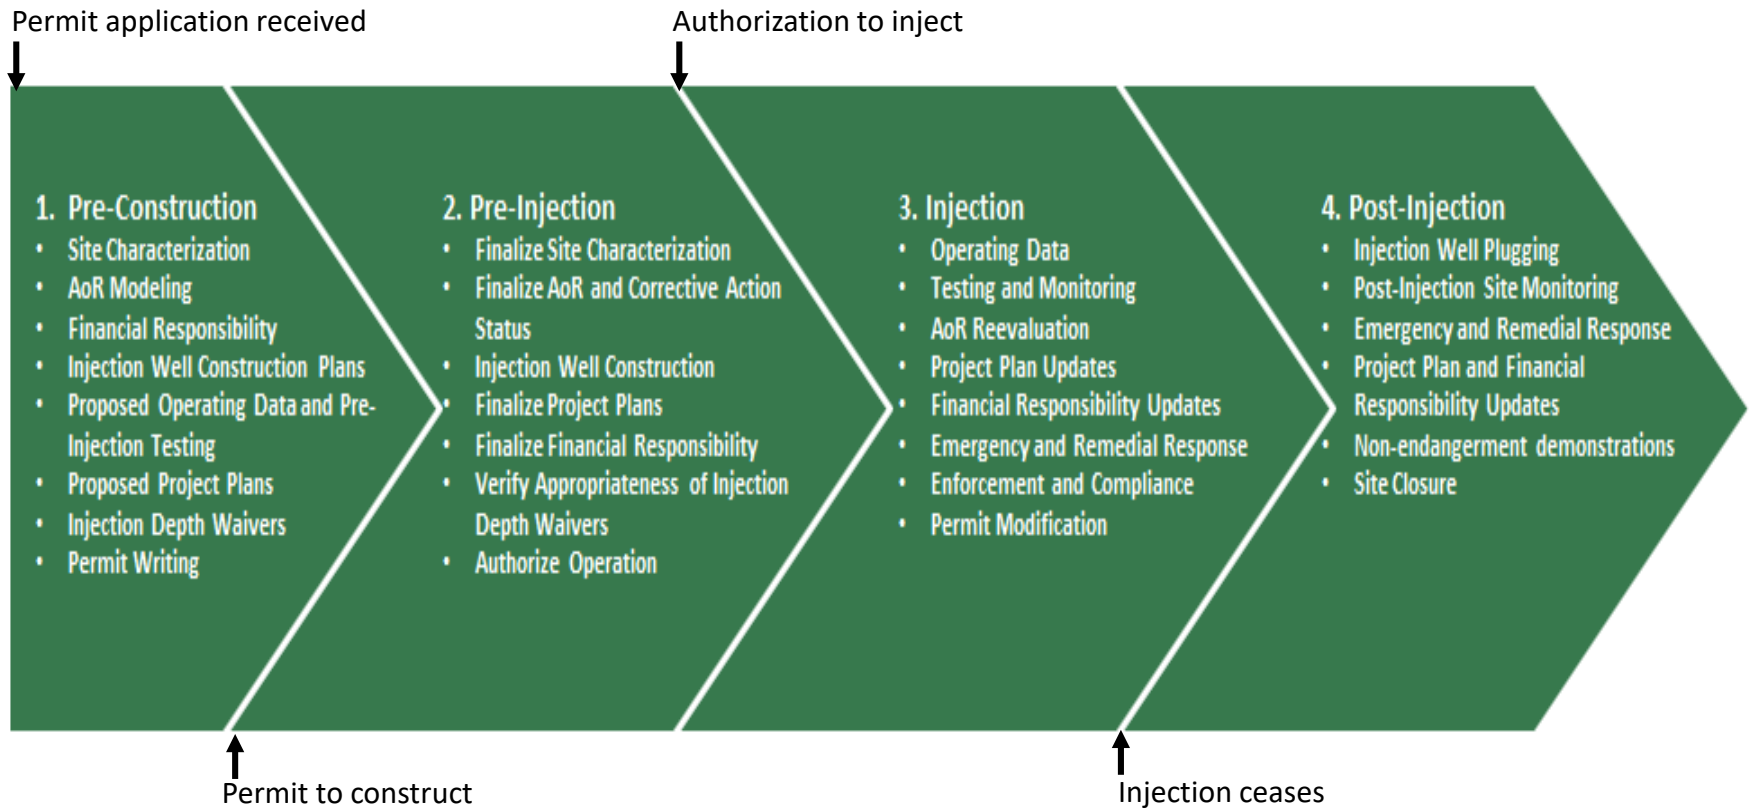 Permit application received
Authorization to inject
1. Pre-Construction
• Site Characterization
• AoR Modeling
• Financial Responsibility
• Injection Well Construction Plans
• Proposed Operating Data and Pre-
Injection Testing
• Proposed Project Plans
• Injection Depth Waivers
• Permit Writing
2. Pre-Injection
• Finalize Site Characterization
• Finalize AoR and Corrective Action
Status
• Injection Well Construction
• Finalize Project Plans
• Finalize Financial Responsibility
• Verify Appropriateness of Injection
Depth Waivers
• Authorize Operation
3. Injection
• Operating Data
• Testing and Monitoring
• AoR Reevaluation
• Project Plan Updates
• Financial Responsibility Updates
• Emergency and Remedial Response
• Enforcement and Compliance
• Permit Modification
4. Post-Injection
• Injection Well Plugging
• Post-Injection Site Monitoring
• Emergency and Remedial Response
• Project Plan and Financial
Responsibility Updates
• Non-endangerment demonstrations
• Site Closure
Permit to construct
Injection ceases